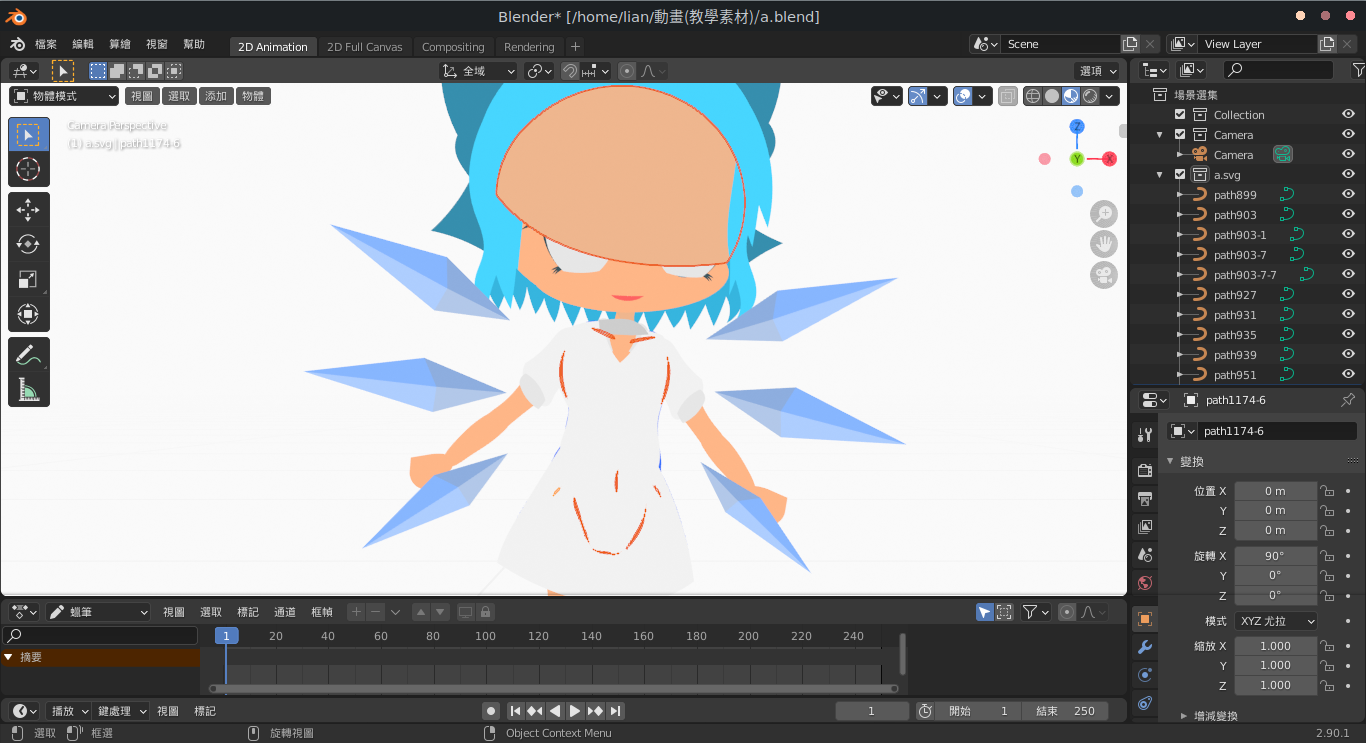 Blender* [/home/lian/動畫(教學素材)/a.blend]
檔案 編輯 算繪 視窗 幫助 2D Animation 2D Full Canvas Compositing Rendering + Scene View Layer
全域 選項
物體模式 視圖 選取 添加 物體
Camera Perspective
(1) a.svg | path1174-6
Z
Y X
場景選集
Collection
Camera
Camera
a.svg
path899
path903
path903-1
path903-7
path903-7-7
path927
path931
path935
path939
path951
path1174-6
path1174-6
變換
位置 X 0 m
Y 0 m
Z 0 m
旋轉 X 90°
Y 0°
Z 0°
模式 XYZ 尤拉
縮放 X 1.000
Y 1.000
Z 1.000
增減變換
蠟筆 視圖 選取 標記 通道 框幀
1 20 40 60 80 100 120 140 160 180 200 220 240
摘要
播放 鍵處理 視圖 標記 1 開始 1 結束 250
選取 框選 旋轉視圖 Object Context Menu 2.90.1